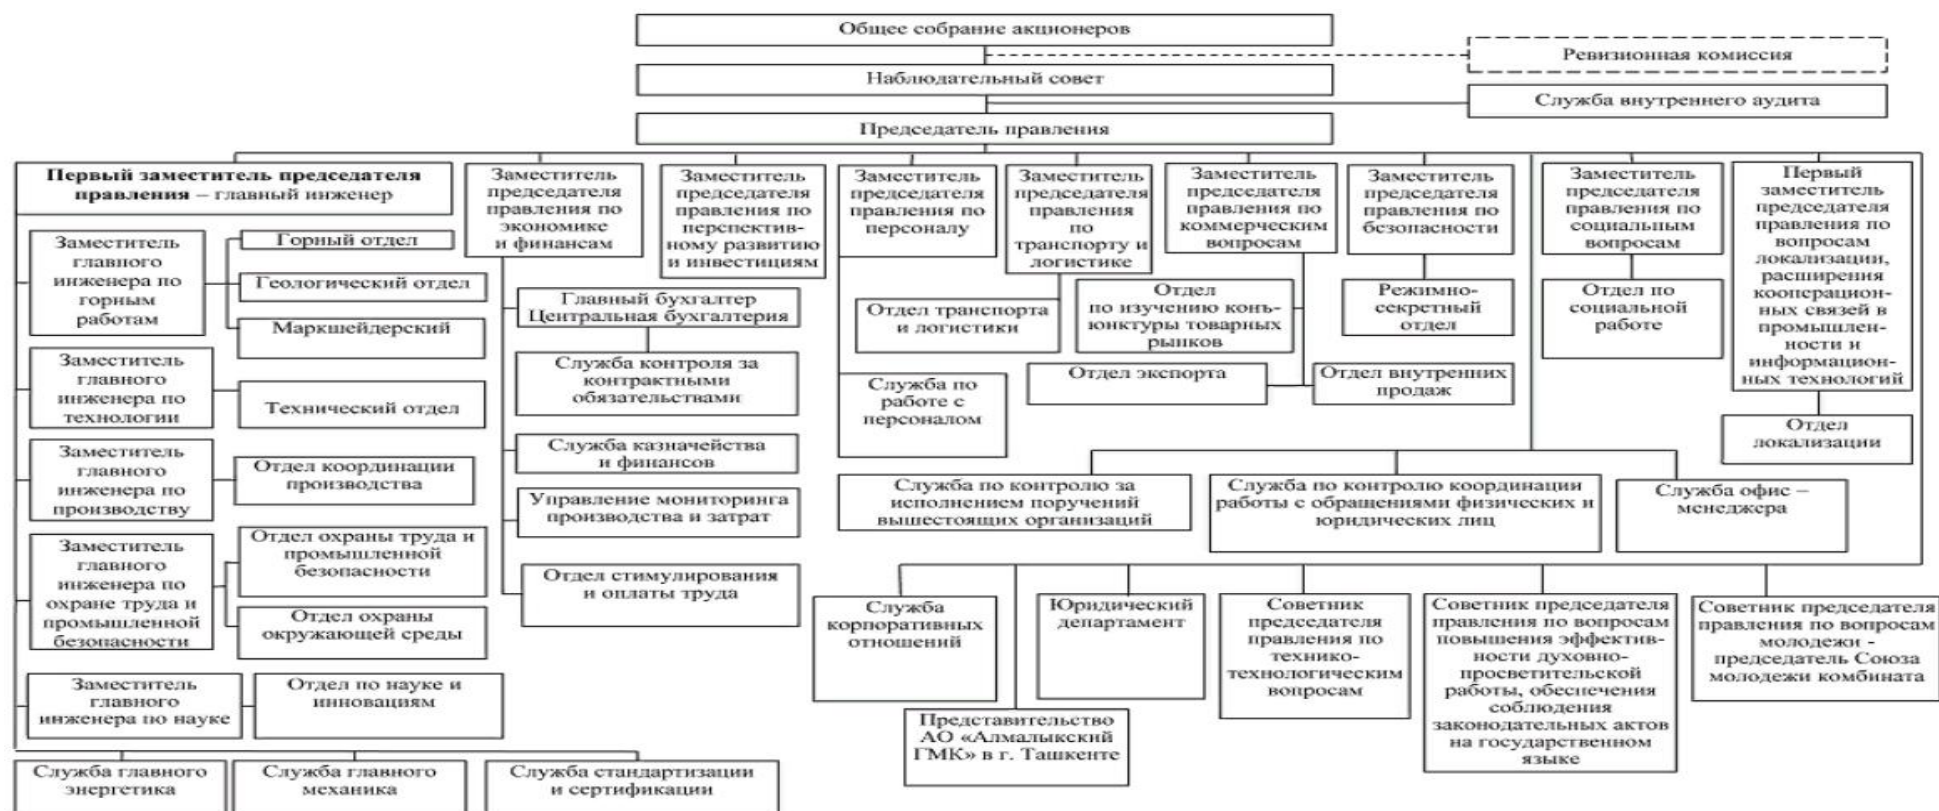 Общее собрание акционеров
Ревизионная комиссия
Наблюдательный совет
Служба внутреннего аудита
Председатель правления
Первый заместитель председателя
правления – главный инженер
Заместитель
главного
инженера по
горным
работам
Горный отдел
Геологический отдел
Маркшейдерский
Заместитель
главного
инженера по
технологии
Технический отдел
Заместитель
главного
инженера по
производству
Отдел координации
производства
Заместитель
главного
инженера по
охране труда и
промышленной
безопасности
Отдел охраны труда и
промышленной
безопасности
Отдел охраны
окружающей среды
Заместитель
главного
инженера по науке
Отдел по науке и
инновациям
Служба главного
энергетика
Служба главного
механика
Служба стандартизации
и сертификации
Заместитель
председателя
правления по
экономике
и финансам
Главный бухгалтер
Центральная бухгалтерия
Служба контроля за
контрактными
обязательствами
Служба казначейства
и финансов
Управление мониторинга
производства и затрат
Отдел стимулирования
и оплаты труда
Заместитель
председателя
правления по
перспектив-
ному развитию
и инвестициям
Заместитель
председателя
правления по
персоналу
Служба по
работе с
персоналом
Заместитель
председателя
правления
по
транспорту и
логистике
Отдел транспорта
и логистики
Заместитель
председателя
правления по
коммерческим
вопросам
Отдел
по изучению конъ-
юнктуры товарных
рынков
Отдел экспорта
Отдел внутренних
продаж
Заместитель
председателя
правления по
безопасности
Режимно-
секретный
отдел
Заместитель
председателя
правления по
социальным
вопросам
Отдел по
социальной
работе
Первый
заместитель
председателя
правления по
вопросам
локализации,
расширения
кооперацион-
ных связей в
промышлен-
ности и
информацион-
ных технологий
Отдел
локализации
Служба по контролю за
исполнением поручений
вышестоящих организаций
Служба по контролю координации
работы с обращениями физических и
юридических лиц
Служба офис –
менеджера
Служба
корпоративных
отношений
Представительство
АО «Алмалыкский
ГМК» в г. Ташкенте
Юридический
департамент
Советник
председателя
правления по
технико-
технологическим
вопросам
Советник председателя
правления по вопросам
повышения эффектив-
ности духовно-
просветительской
работы, обеспечения
соблюдения
законодательных актов
на государственном
языке
Советник председателя
правления по вопросам
молодежи -
председатель Союза
молодежи комбината